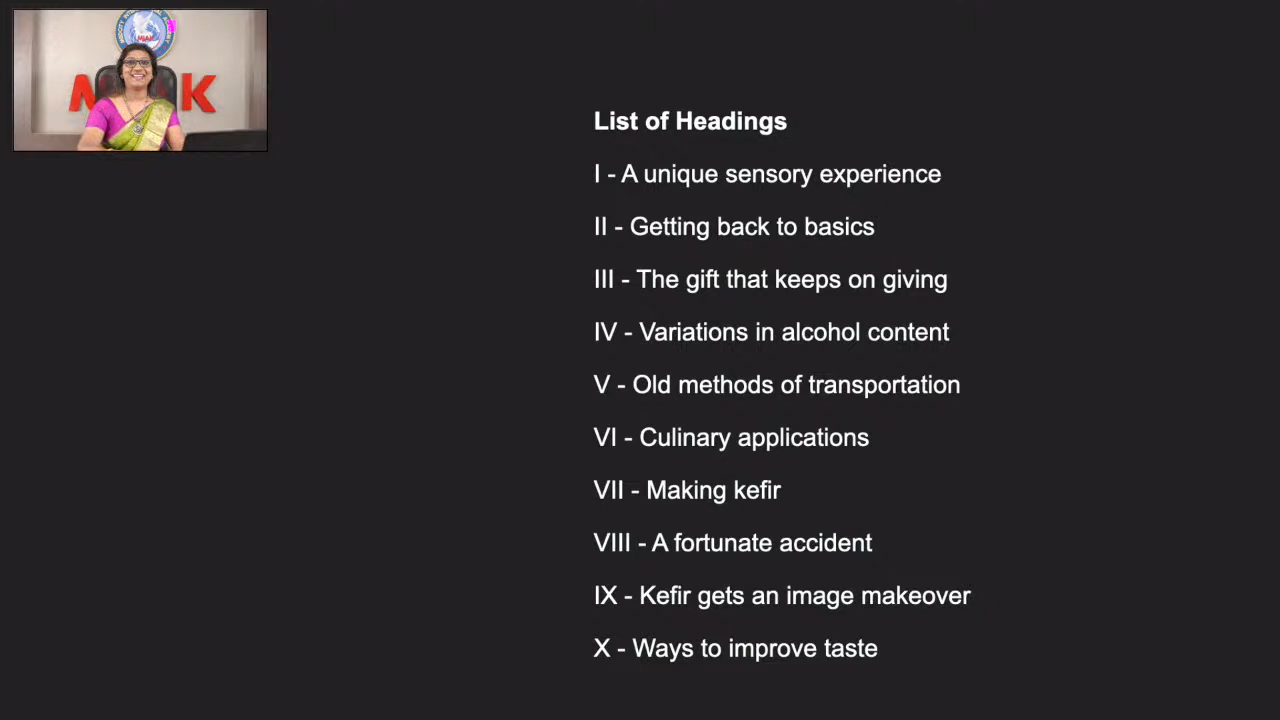 MIAK
List of Headings
I - A unique sensory experience
II - Getting back to basics
III - The gift that keeps on giving
IV - Variations in alcohol content
V - Old methods of transportation
VI - Culinary applications
VII - Making kefir
VIII - A fortunate accident
IX - Kefir gets an image makeover
X - Ways to improve taste